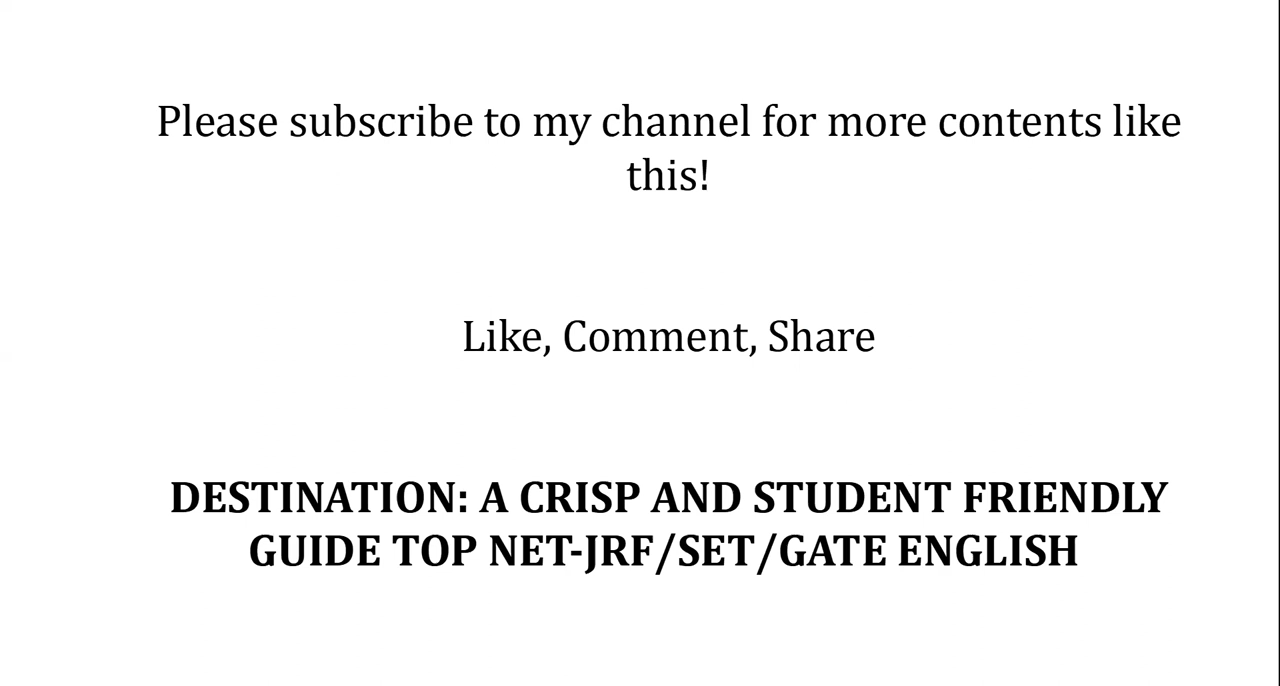 Please subscribe to my channel for more contents like
this!
Like, Comment, Share
DESTINATION: A CRISP AND STUDENT FRIENDLY
GUIDE TOP NET-JRF/SET/GATE ENGLISH